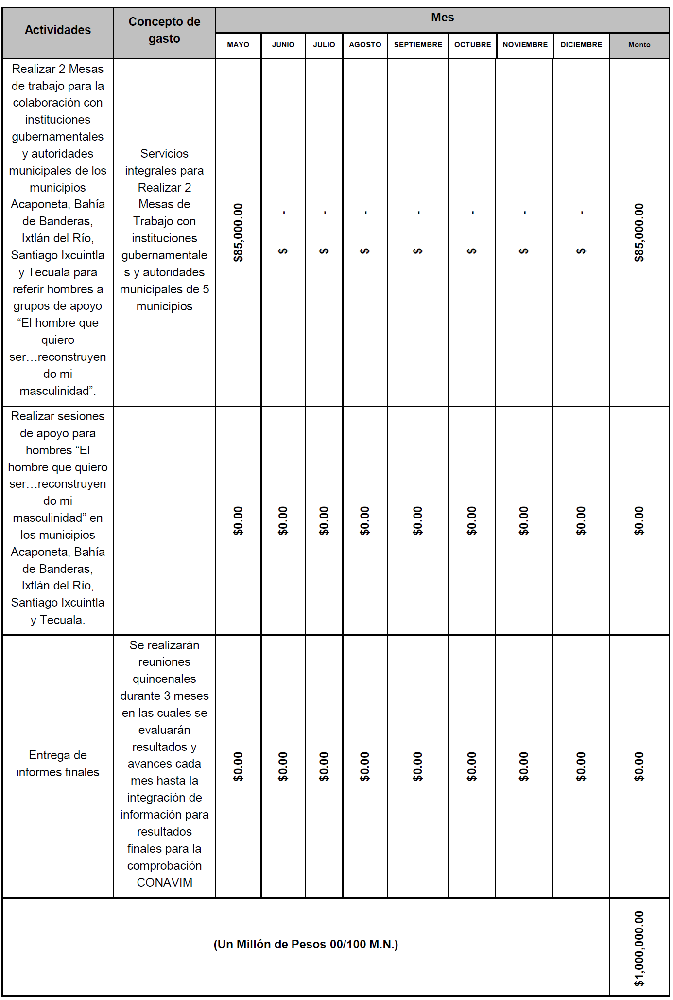 Actividades
Concepto de
gasto
Mes
MAYO
JUNIO
JULIO
AGOSTO
SEPTIEMBRE
OCTUBRE
NOVIEMBRE
DICIEMBRE
Monto
Realizar 2 Mesas
de trabajo para la
colaboración con
instituciones
gubernamentales
y autoridades
municipales de los
municipios
Acaponeta, Bahía
de Banderas,
Ixtlán del Río,
Santiago Ixcuintla
y Tecuala para
referir hombres a
grupos de apoyo
“El hombre que
quiero
ser…reconstruyen
do mi
masculinidad”.
Servicios
integrales para
Realizar 2
Mesas de
Trabajo con
instituciones
gubernamentale
s y autoridades
municipales de 5
municipios
$85,000.00
$ -
$ -
$ -
$ -
$ -
$ -
$ -
$85,000.00
Realizar sesiones
de apoyo para
hombres “El
hombre que quiero
ser…reconstruyen
do mi
masculinidad” en
los municipios
Acaponeta, Bahía
de Banderas,
Ixtlán del Río,
Santiago Ixcuintla
y Tecuala.
$0.00
$0.00
$0.00
$0.00
$0.00
$0.00
$0.00
$0.00
$0.00
Entrega de
informes finales
Se realizarán
reuniones
quincenales
durante 3 meses
en las cuales se
evaluarán
resultados y
avances cada
mes hasta la
integración de
información para
resultados
finales para la
comprobación
CONAVIM
$0.00
$0.00
$0.00
$0.00
$0.00
$0.00
$0.00
$0.00
$0.00
(Un Millón de Pesos 00/100 M.N.)
$1,000,000.00